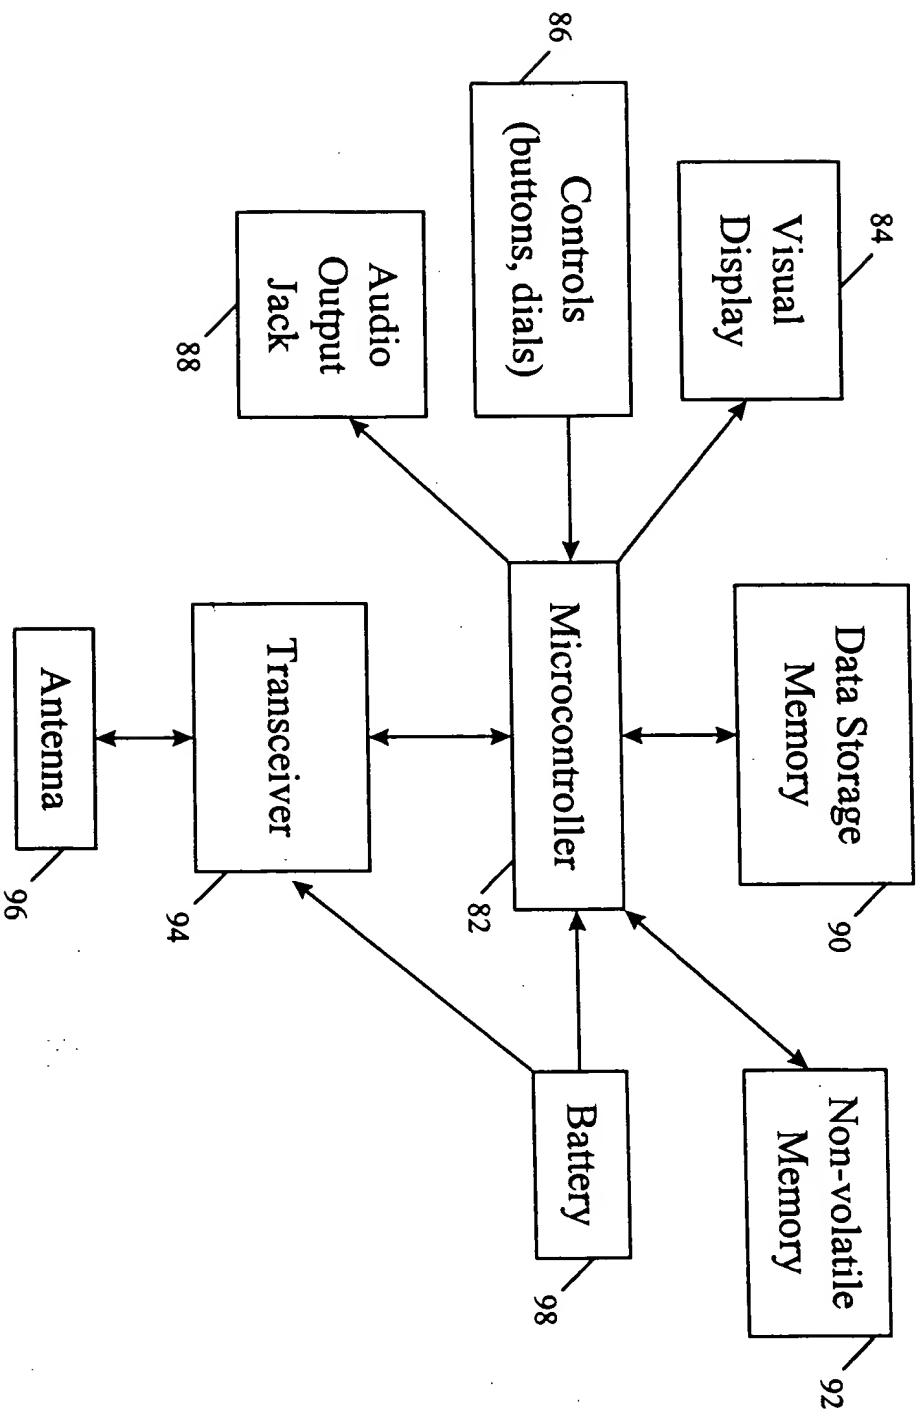 84
Visual
Display
Data Storage
Memory
90
Non-volatile
Memory
92
86
Controls
(buttons, dials)
Microcontroller
82
Battery
98
Audio
Output
Jack
88
Transceiver
94
Antenna
96